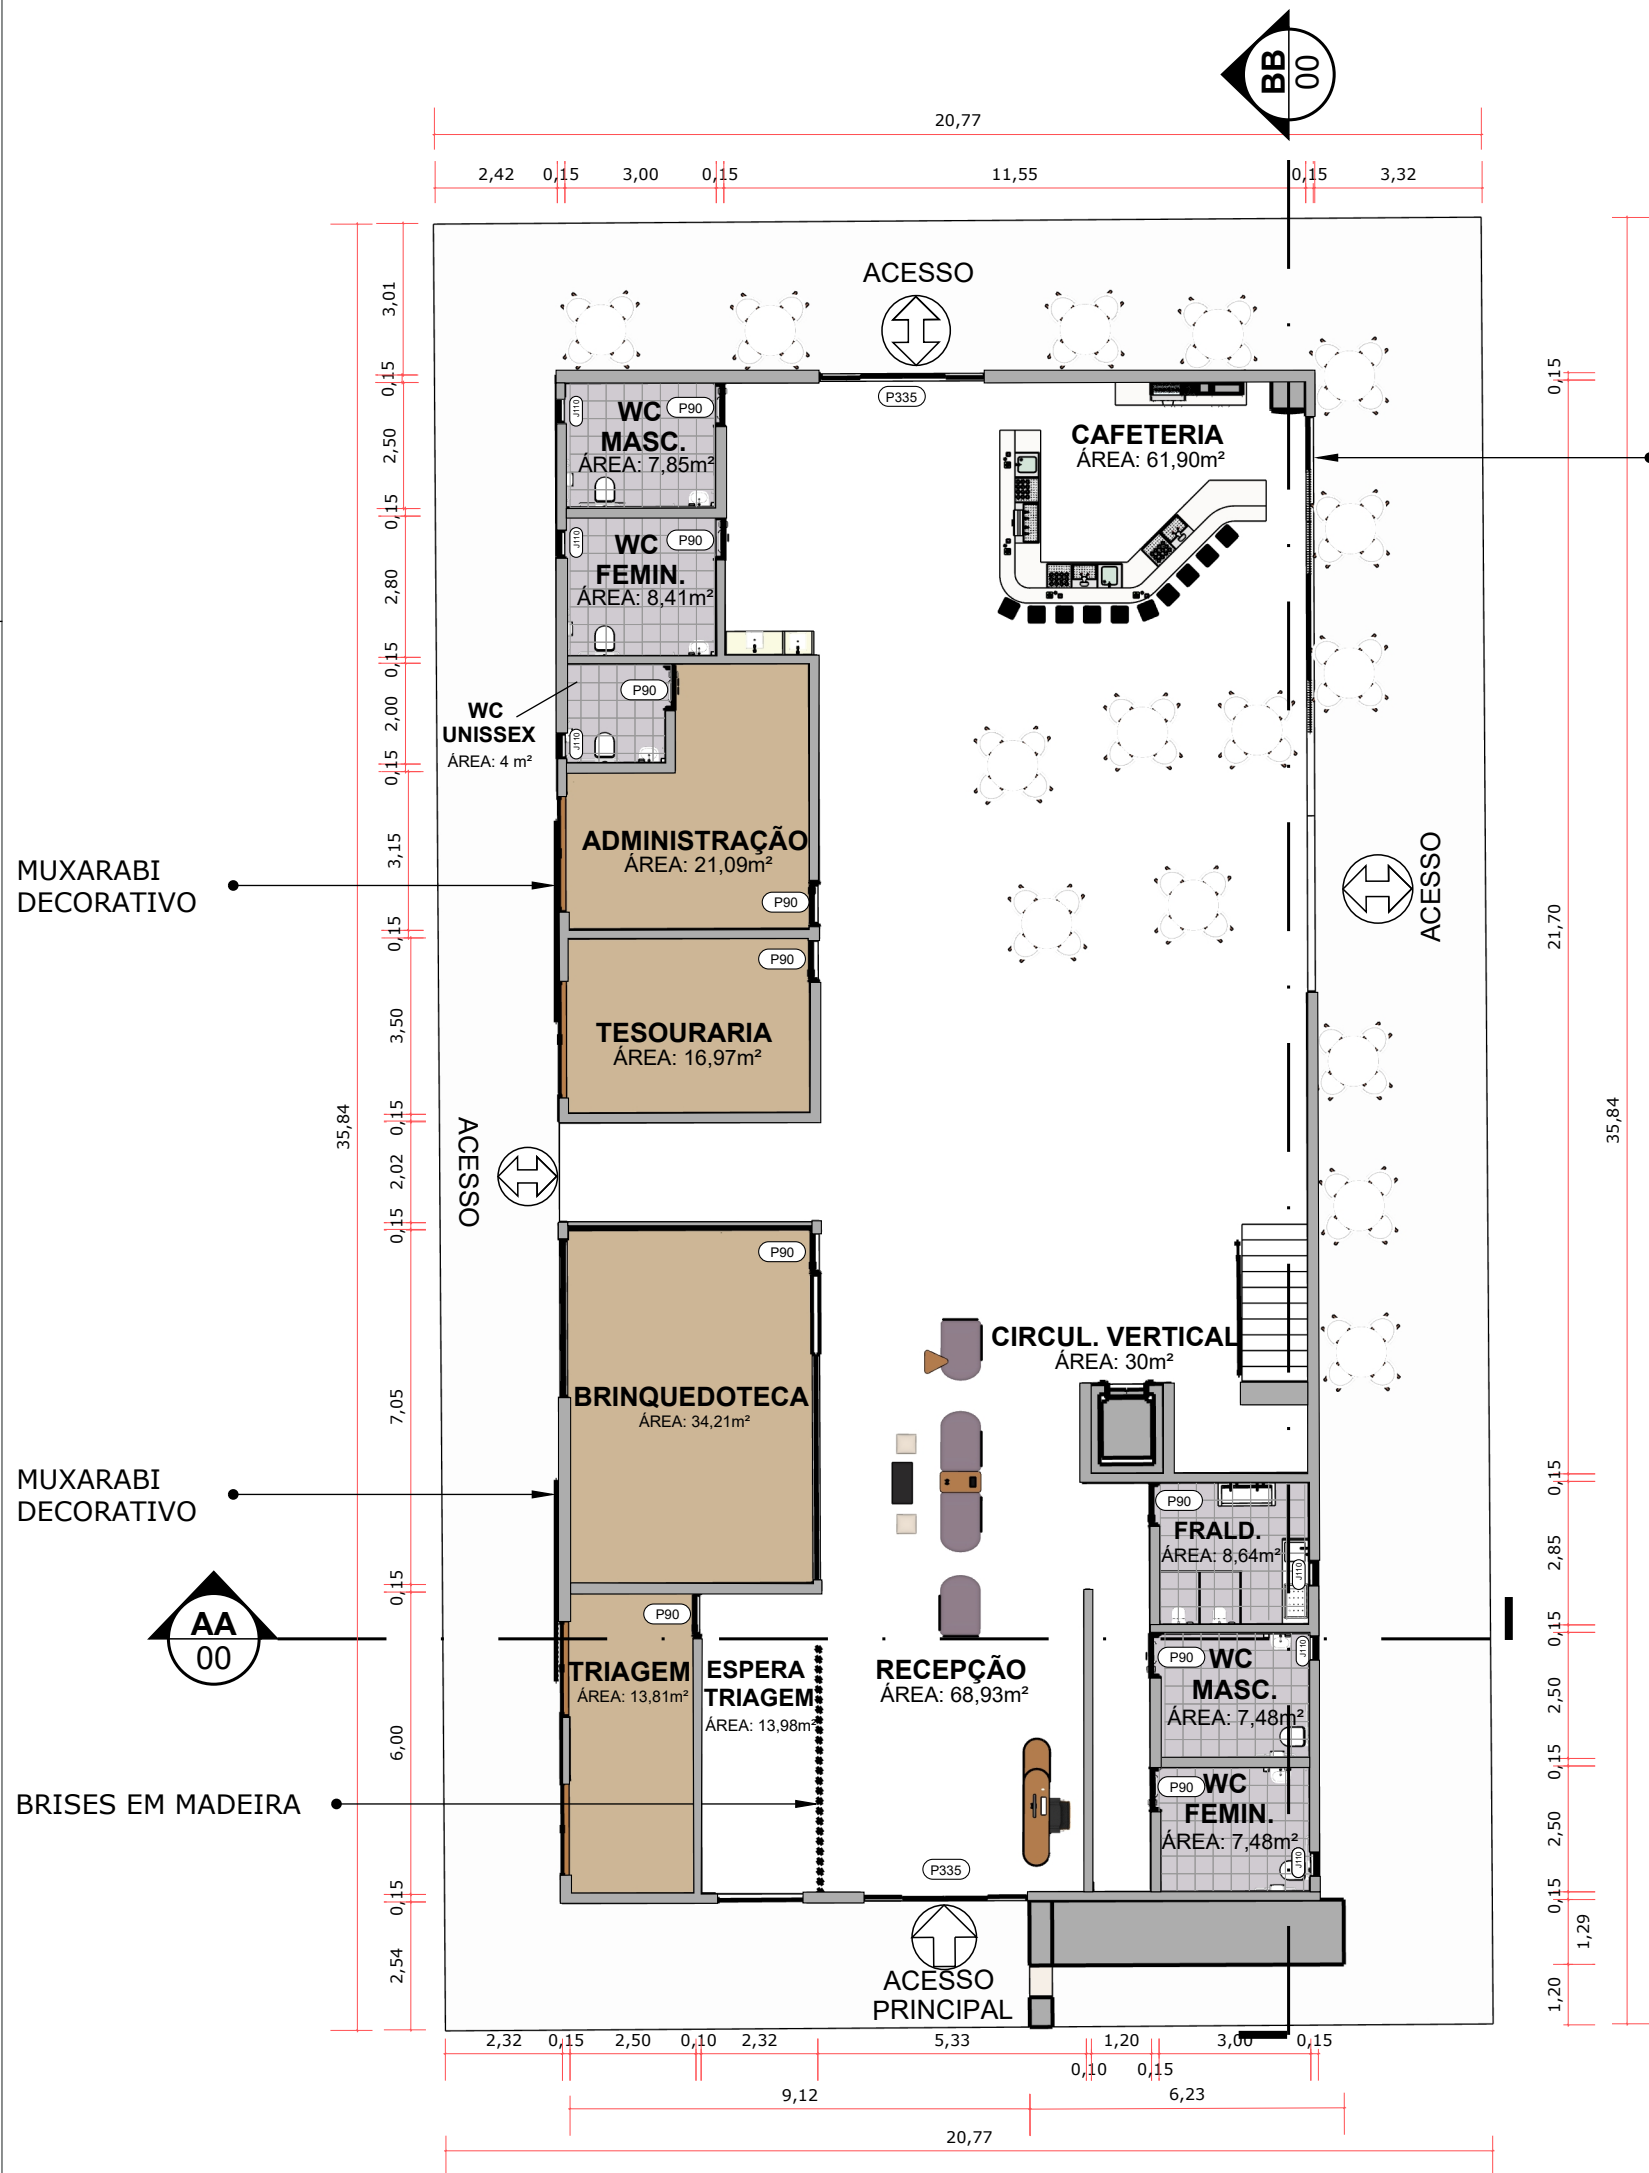 BB
00
20,77
2,42 0,15 3,00 0,15 11,55 0,15 3,32
ACESSO
P335
3,01
0,15
2,50
0,15
2,80
0,15
2,00
0,15
3,15
0,15
3,50
0,15
2,02
0,15
7,05
0,15
6,00
0,15
2,54
35,84
WC
MASC.
ÁREA: 7,85m²
P90
J110
WC
FEMIN.
ÁREA: 8,41m²
P90
J110
CAFETERIA
ÁREA: 61,90m²
WC
UNISSEX
ÁREA: 4 m²
P90
J110
ADMINISTRAÇÃO
ÁREA: 21,09m²
P90
MUXARABI
DECORATIVO
P90
TESOURARIA
ÁREA: 16,97m²
ACESSO
ACESSO
P90
BRINQUEDOTECA
ÁREA: 34,21m²
CIRCUL. VERTICAL
ÁREA: 30m²
MUXARABI
DECORATIVO
P90
FRALD.
ÁREA: 8,64m²
J110
AA
00
P90
TRIAGEM
ÁREA: 13,81m²
ESPERA
TRIAGEM
ÁREA: 13,98m²
RECEPÇÃO
ÁREA: 68,93m²
P90
WC
MASC.
ÁREA: 7,48m²
J110
P90
WC
FEMIN.
ÁREA: 7,48m²
J110
BRISES EM MADEIRA
P335
ACESSO
PRINCIPAL
0,15
21,70
0,15
2,85
0,15
2,50
0,15
2,50
0,15
1,29
1,20
35,84
2,32 0,15 2,50 0,10 2,32 5,33 1,20 3,00 0,15
0,10 0,15
9,12 6,23
20,77